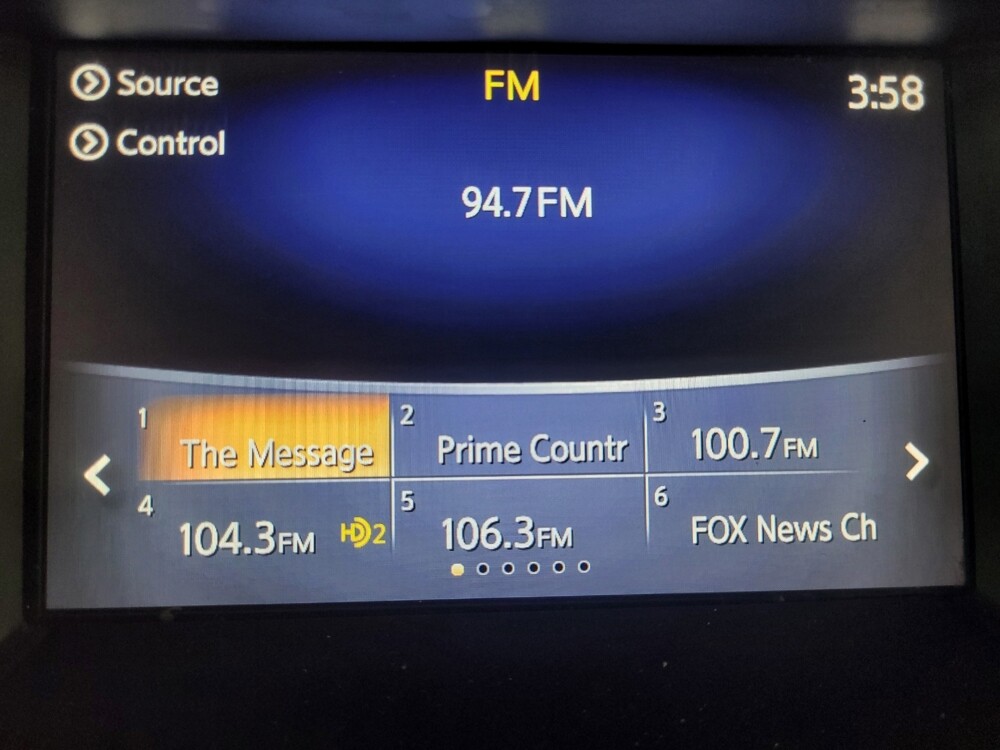 Source
FM
3:58
Control
94.7FM
1
The Message
2
Prime Countr
3
100.7FM
4
104.3FM HD2
5
106.3FM
6
FOX News Ch